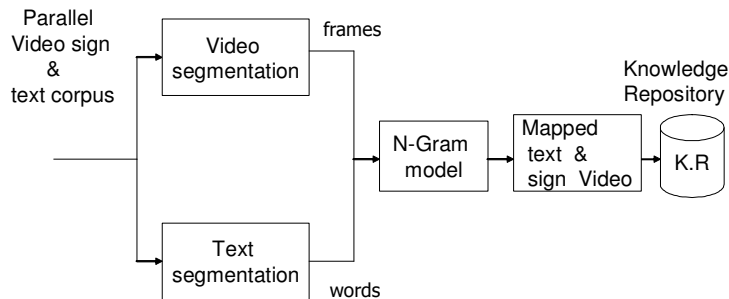 Parallel
Video sign
&
text corpus
Video
segmentation
frames
Text
segmentation
words
N-Gram
model
Mapped
text &
sign Video
Knowledge
Repository
K.R